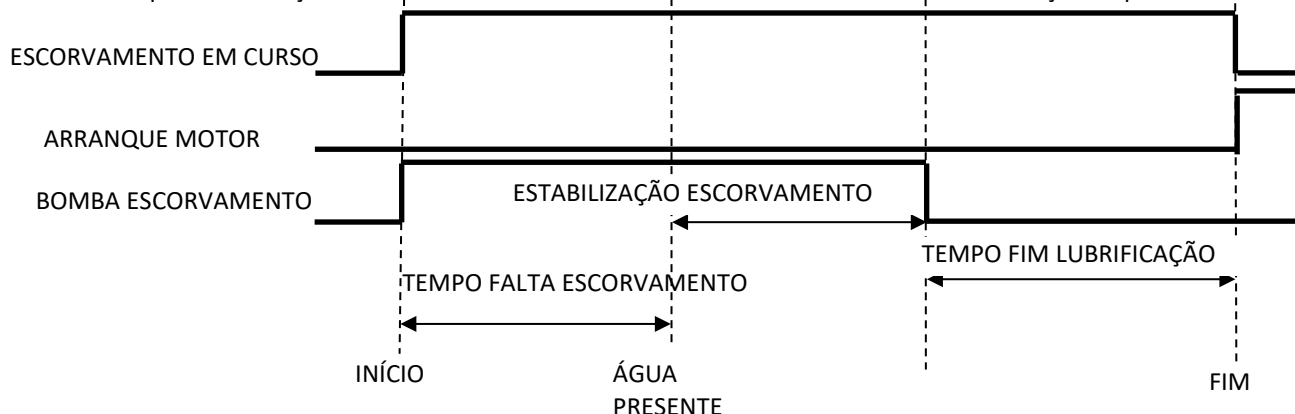 ESCORVAMENTO EM CURSO
ARRANQUE MOTOR
BOMBA ESCORVAMENTO
ESTABILIZAÇÃO ESCORVAMENTO
TEMPO FIM LUBRIFICAÇÃO
TEMPO FALTA ESCORVAMENTO
INÍCIO
ÁGUA
PRESENTE
FIM